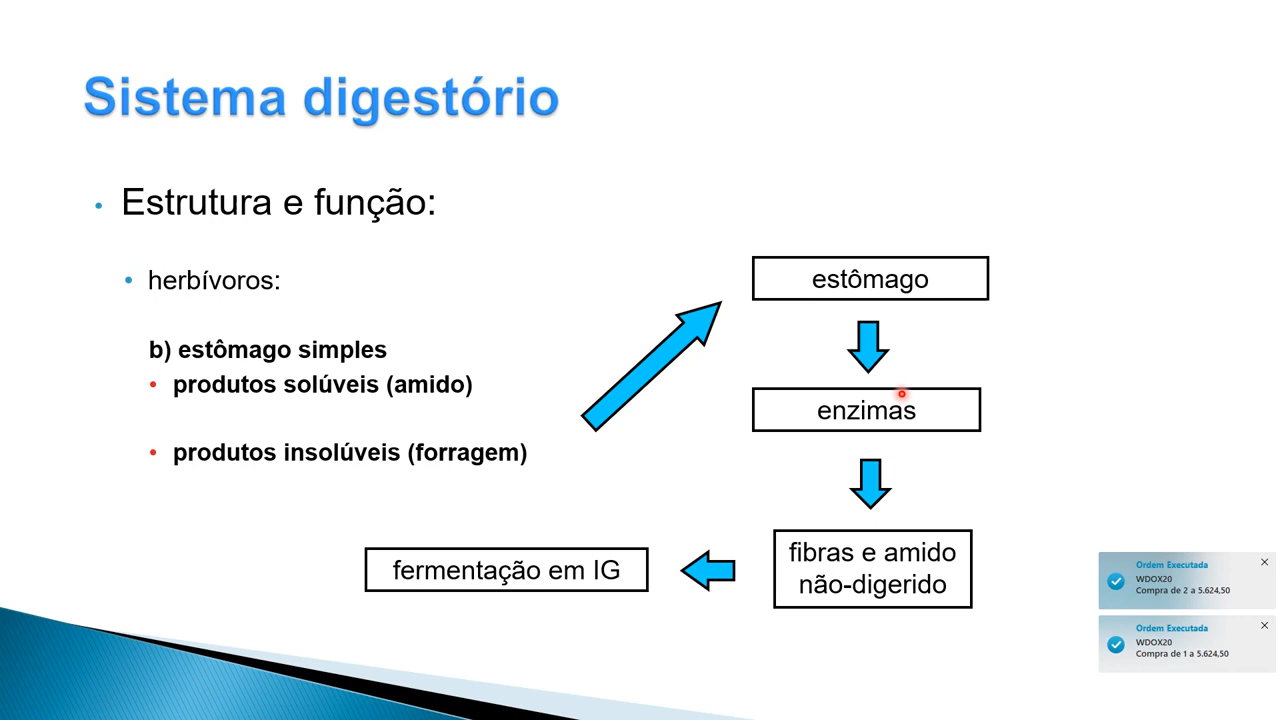 Sistema digestório
• Estrutura e função:
• herbívoros:
b) estômago simples
• produtos solúveis (amido)
• produtos insolúveis (forragem)
estômago
enzimas
fibras e amido
não-digerido
fermentação em IG
Ordem Executada
WDOX20
Compra de 2 a 5.624,50
Ordem Executada
WDOX20
Compra de 1 a 5.624,50